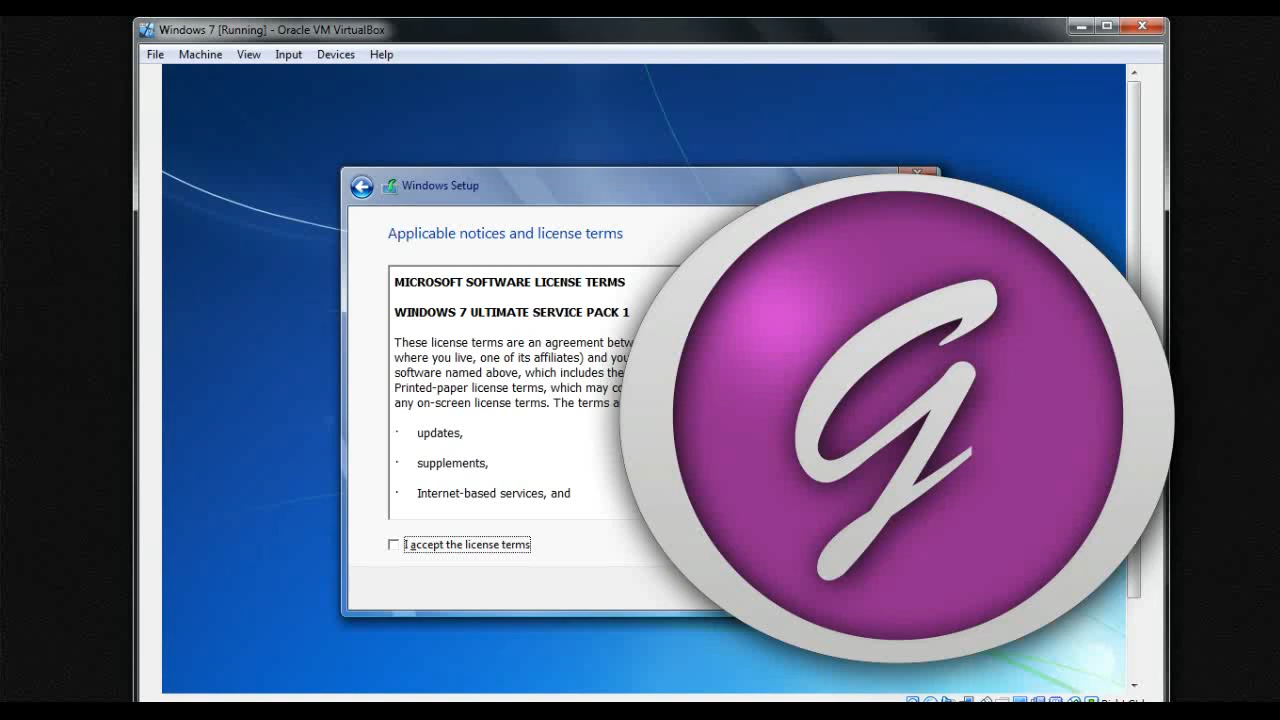 Windows 7 [Running] - Oracle VM VirtualBox
File Machine View Input Devices Help
Windows Setup
Applicable notices and license terms
MICROSOFT SOFTWARE LICENSE TERMS
WINDOWS 7 ULTIMATE SERVICE PACK 1
These license terms are an agreement
where you live, one of its affiliates) and
software named above, which includes the
Printed-paper license terms, which may
any on-screen license terms. The terms
· updates,
· supplements,
· Internet-based services, and
I accept the license terms
g